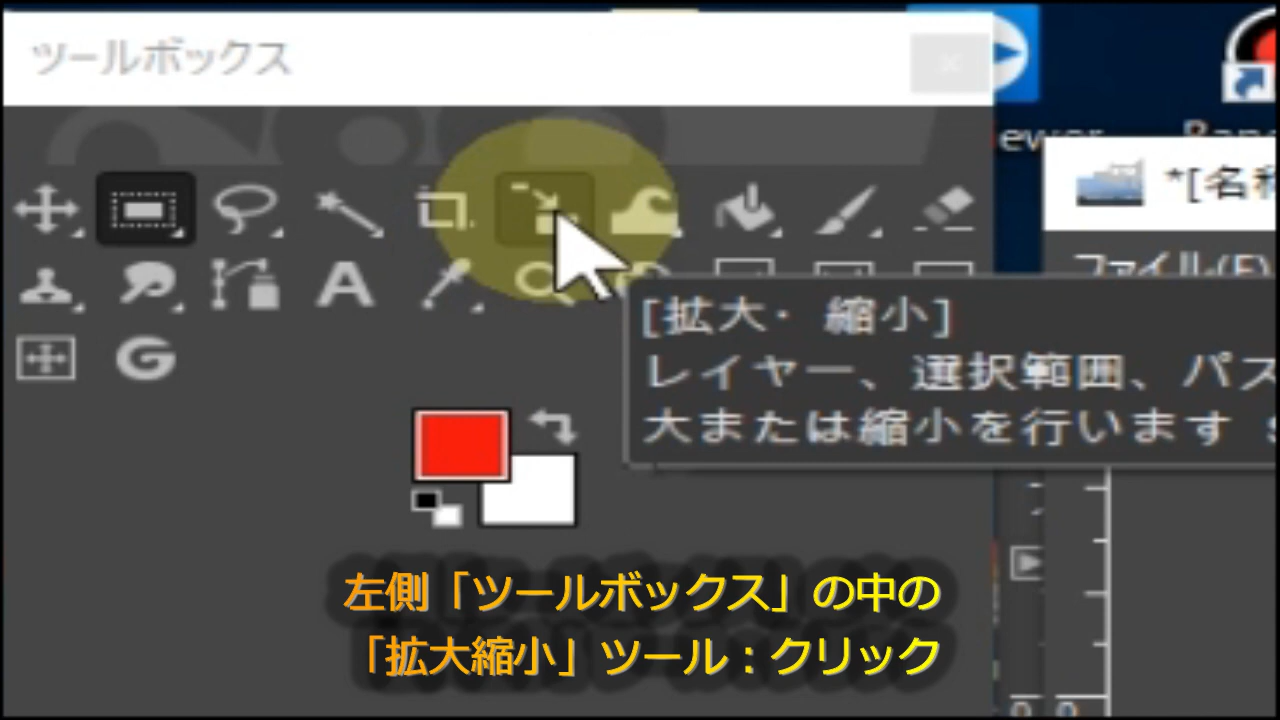 ツールボックス
*[名
ファイル(F)
[拡大・縮小]
レイヤー、選択範囲、パス
大または縮小を行います
左側「ツールボックス」の中の
「拡大縮小」ツール：クリック